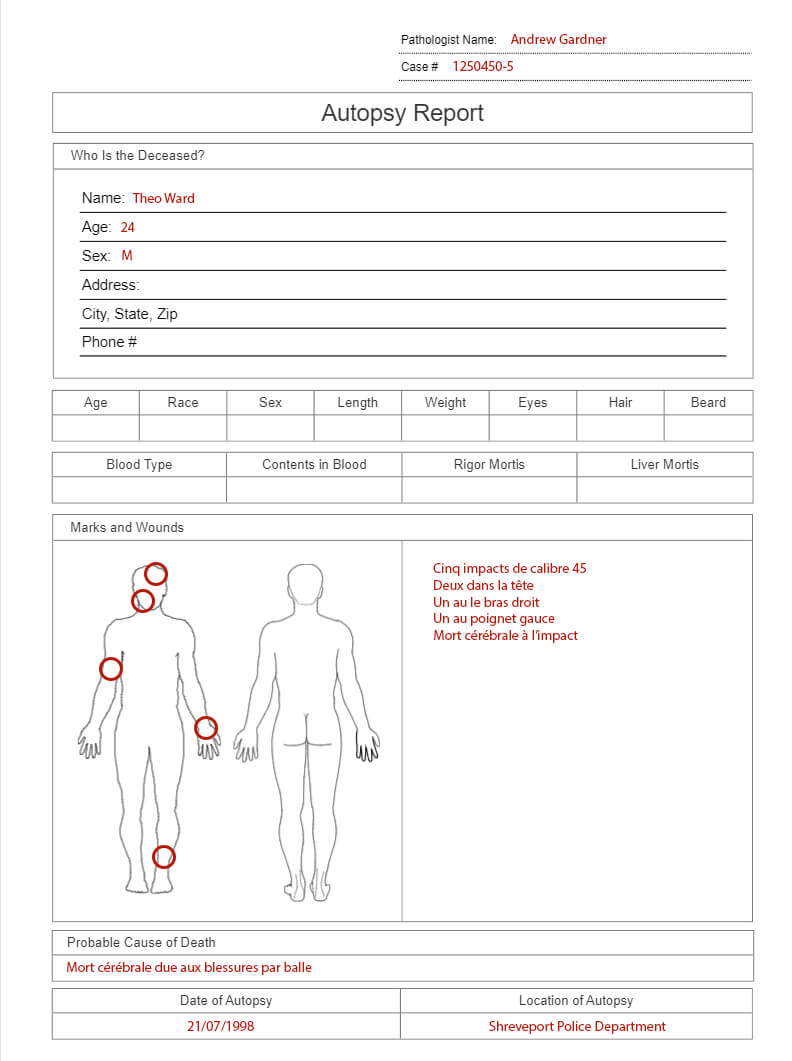 Pathologist Name: Andrew Gardner
Case # 1250450-5
Autopsy Report
Who Is the Deceased?
Name: Theo Ward
Age: 24
Sex: M
Address:
City, State, Zip
Phone #
Age Race Sex Length Weight Eyes Hair Beard
Blood Type Contents in Blood Rigor Mortis Liver Mortis
Marks and Wounds
Cinq impacts de calibre 45
Deux dans la tête
Un au le bras droit
Un au poignet gauce
Mort cérébrale à l'impact
Probable Cause of Death
Mort cérébrale due aux blessures par balle
Date of Autopsy Location of Autopsy
21/07/1998 Shreveport Police Department